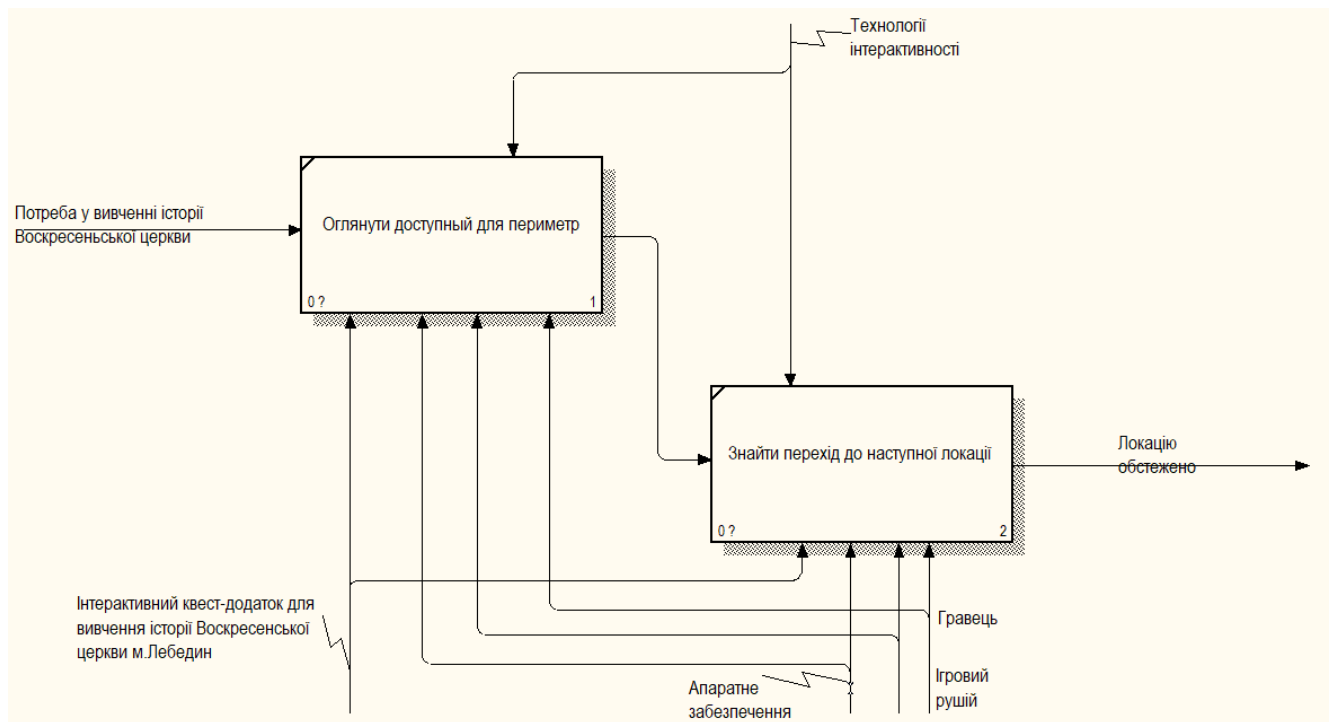 Технології
інтерактивності
Потреба у вивченні історії
Воскресеньської церкви
Оглянути доступный для периметр
0 ?
1
Знайти перехід до наступної локації
0 ?
2
Локацію
обстежено
Інтерактивний квест-додаток для
вивчення історії Воскресенської
церкви м.Лебедин
Гравець
Апаратне
забезпечення
Ігровий
рушій